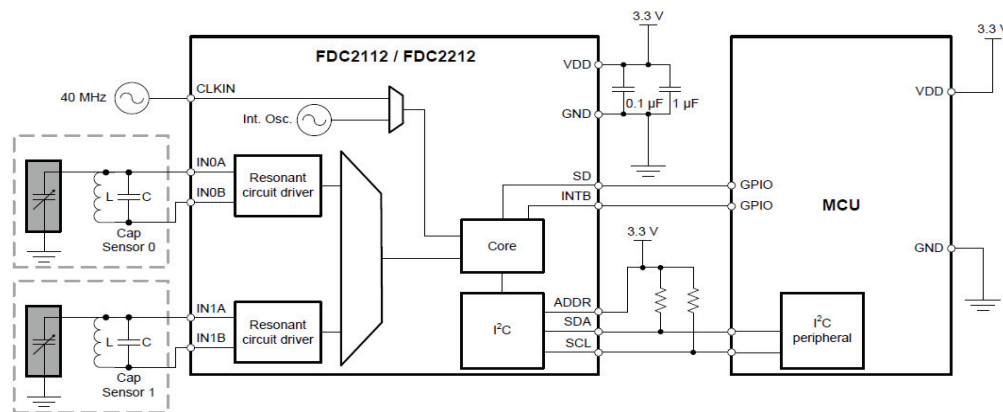 FDC2112 / FDC2212
3.3 V
3.3 V
40 MHz
CLKIN
Int. Osc.
VDD
0.1 µF
1 µF
GND
VDD
IN0A
IN0B
Resonant
circuit driver
L
C
Cap
Sensor 0
SD
INTB
GPIO
GPIO
MCU
Core
3.3 V
GND
IN1A
IN1B
Resonant
circuit driver
L
C
Cap
Sensor 1
I²C
ADDR
SDA
SCL
I²C
peripheral